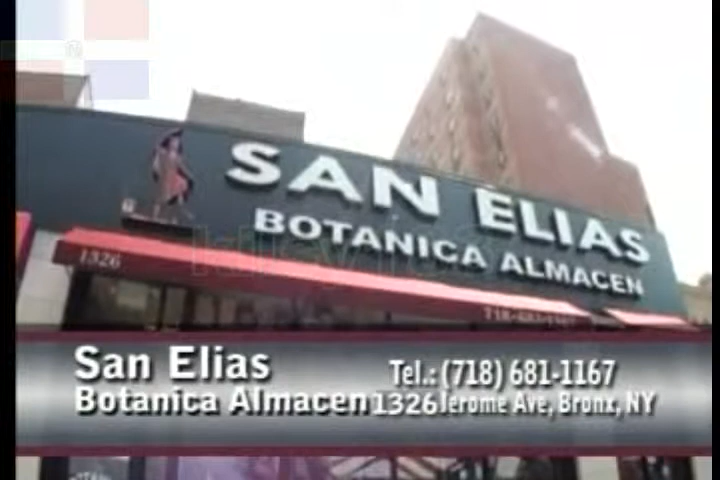 SAN ELIAS
BOTANICA ALMACEN
1326
San Elias
Botanica Almacen
Tel.: (718) 681-1167
1326 Jerome Ave, Bronx, NY